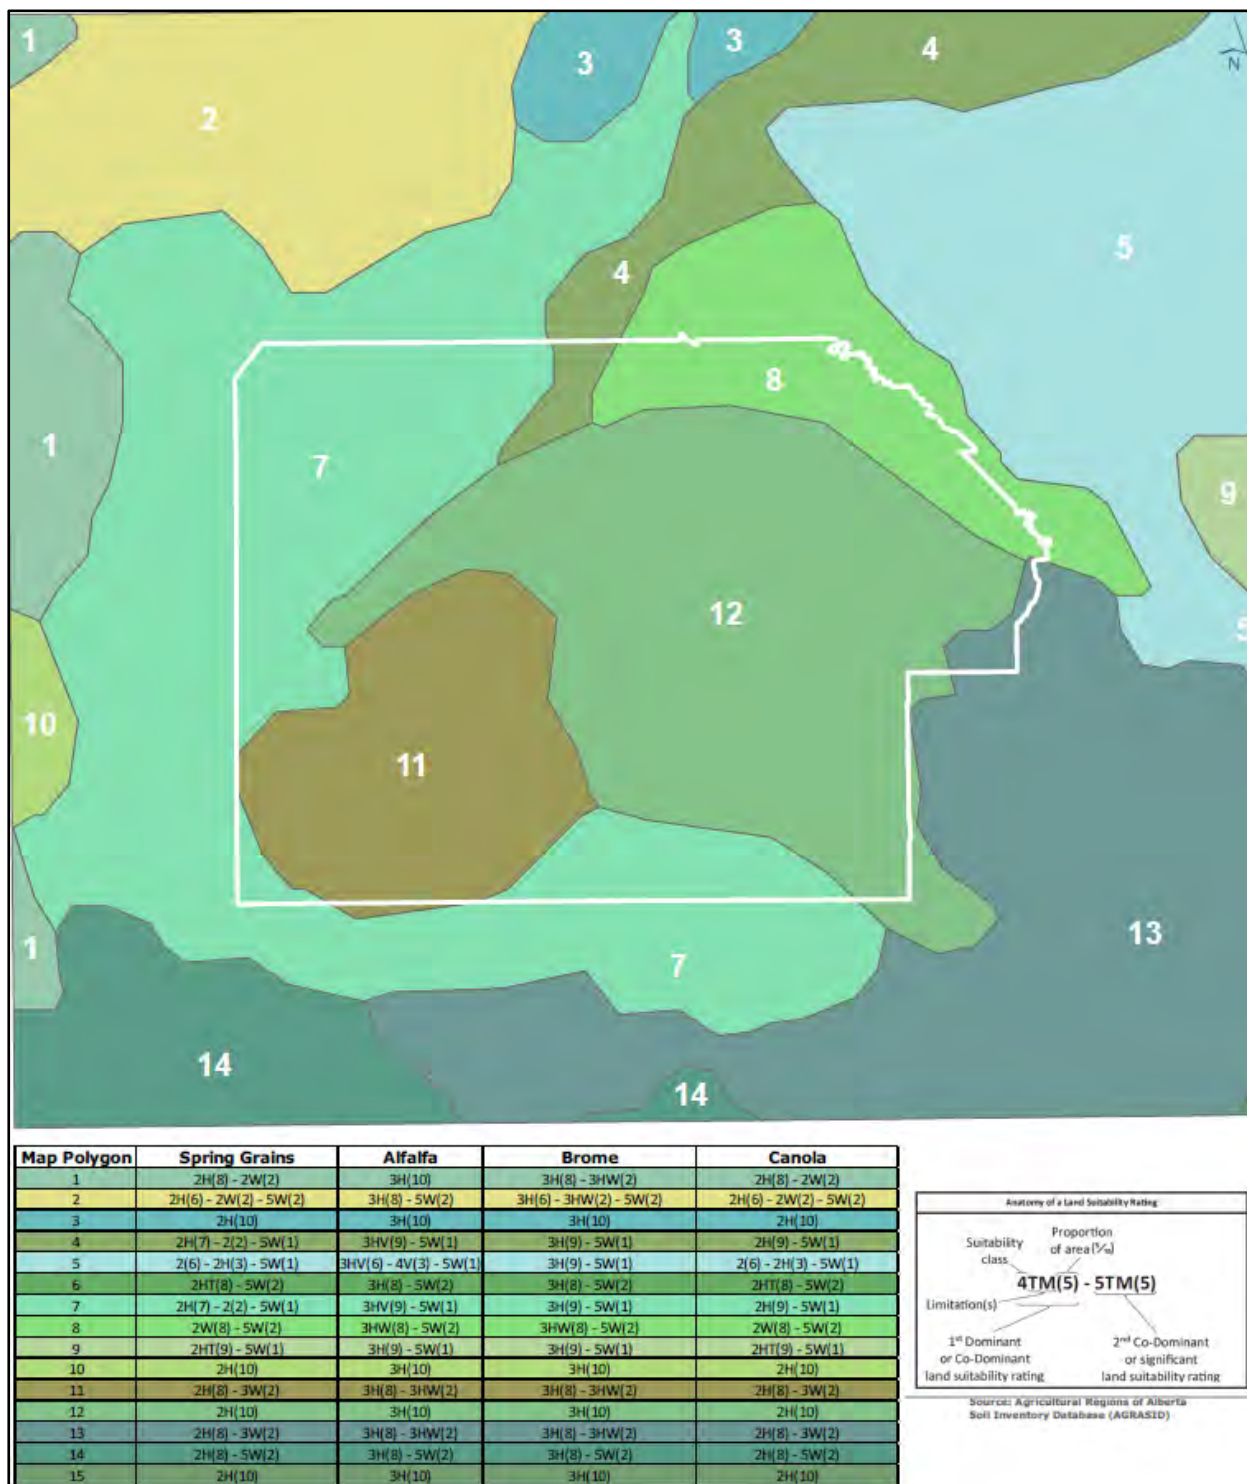 1
3
3
4
N
2
5
4
8
1
7
9
12
5
10
11
1
7
13
14
14
Map Polygon Spring Grains Alfalfa Brome Canola
1 2H(8) - 2W(2) 3H(10) 3H(8) - 3HW(2) 2H(8) - 2W(2)
2 2H(6) - 2W(2) - 5W(2) 3H(8) - 5W(2) 3H(6) - 3HW(2) - 5W(2) 2H(6) - 2W(2) - 5W(2)
3 2H(10) 3H(10) 3H(10) 2H(10)
4 2H(7) - 2(2) - 5W(1) 3HV(9) - 5W(1) 3H(9) - 5W(1) 2H(9) - 5W(1)
5 2(6) - 2H(3) - 5W(1) 3HV(6) - 4V(3) - 5W(1) 3H(9) - 5W(1) 2(6) - 2H(3) - 5W(1)
6 2HT(8) - 5W(2) 3H(8) - 5W(2) 3H(8) - 5W(2) 2HT(8) - 5W(2)
7 2H(7) - 2(2) - 5W(1) 3HV(9) - 5W(1) 3H(9) - 5W(1) 2H(9) - 5W(1)
8 2W(8) - 5W(2) 3HW(8) - 5W(2) 3HW(8) - 5W(2) 2W(8) - 5W(2)
9 2HT(9) - 5W(1) 3H(9) - 5W(1) 3H(9) - 5W(1) 2HT(9) - 5W(1)
10 2H(10) 3H(10) 3H(10) 2H(10)
11 2H(8) - 3W(2) 3H(8) - 3HW(2) 3H(8) - 3HW(2) 2H(8) - 3W(2)
12 2H(10) 3H(10) 3H(10) 2H(10)
13 2H(8) - 3W(2) 3H(8) - 3HW(2) 3H(8) - 3HW(2) 2H(8) - 3W(2)
14 2H(8) - 5W(2) 3H(8) - 5W(2) 3H(8) - 5W(2) 2H(8) - 5W(2)
15 2H(10) 3H(10) 3H(10) 2H(10)
Anatomy of a Land Suitability Rating
Suitability class
Proportion of area
4TM(5) - 5TM(5)
Limitation(s)
1st Dominant
or Co-Dominant
land suitability rating
2nd Co-Dominant
or significant
land suitability rating
Source: Agricultural Regions of Alberta
Soil Inventory Database (AGRASID)